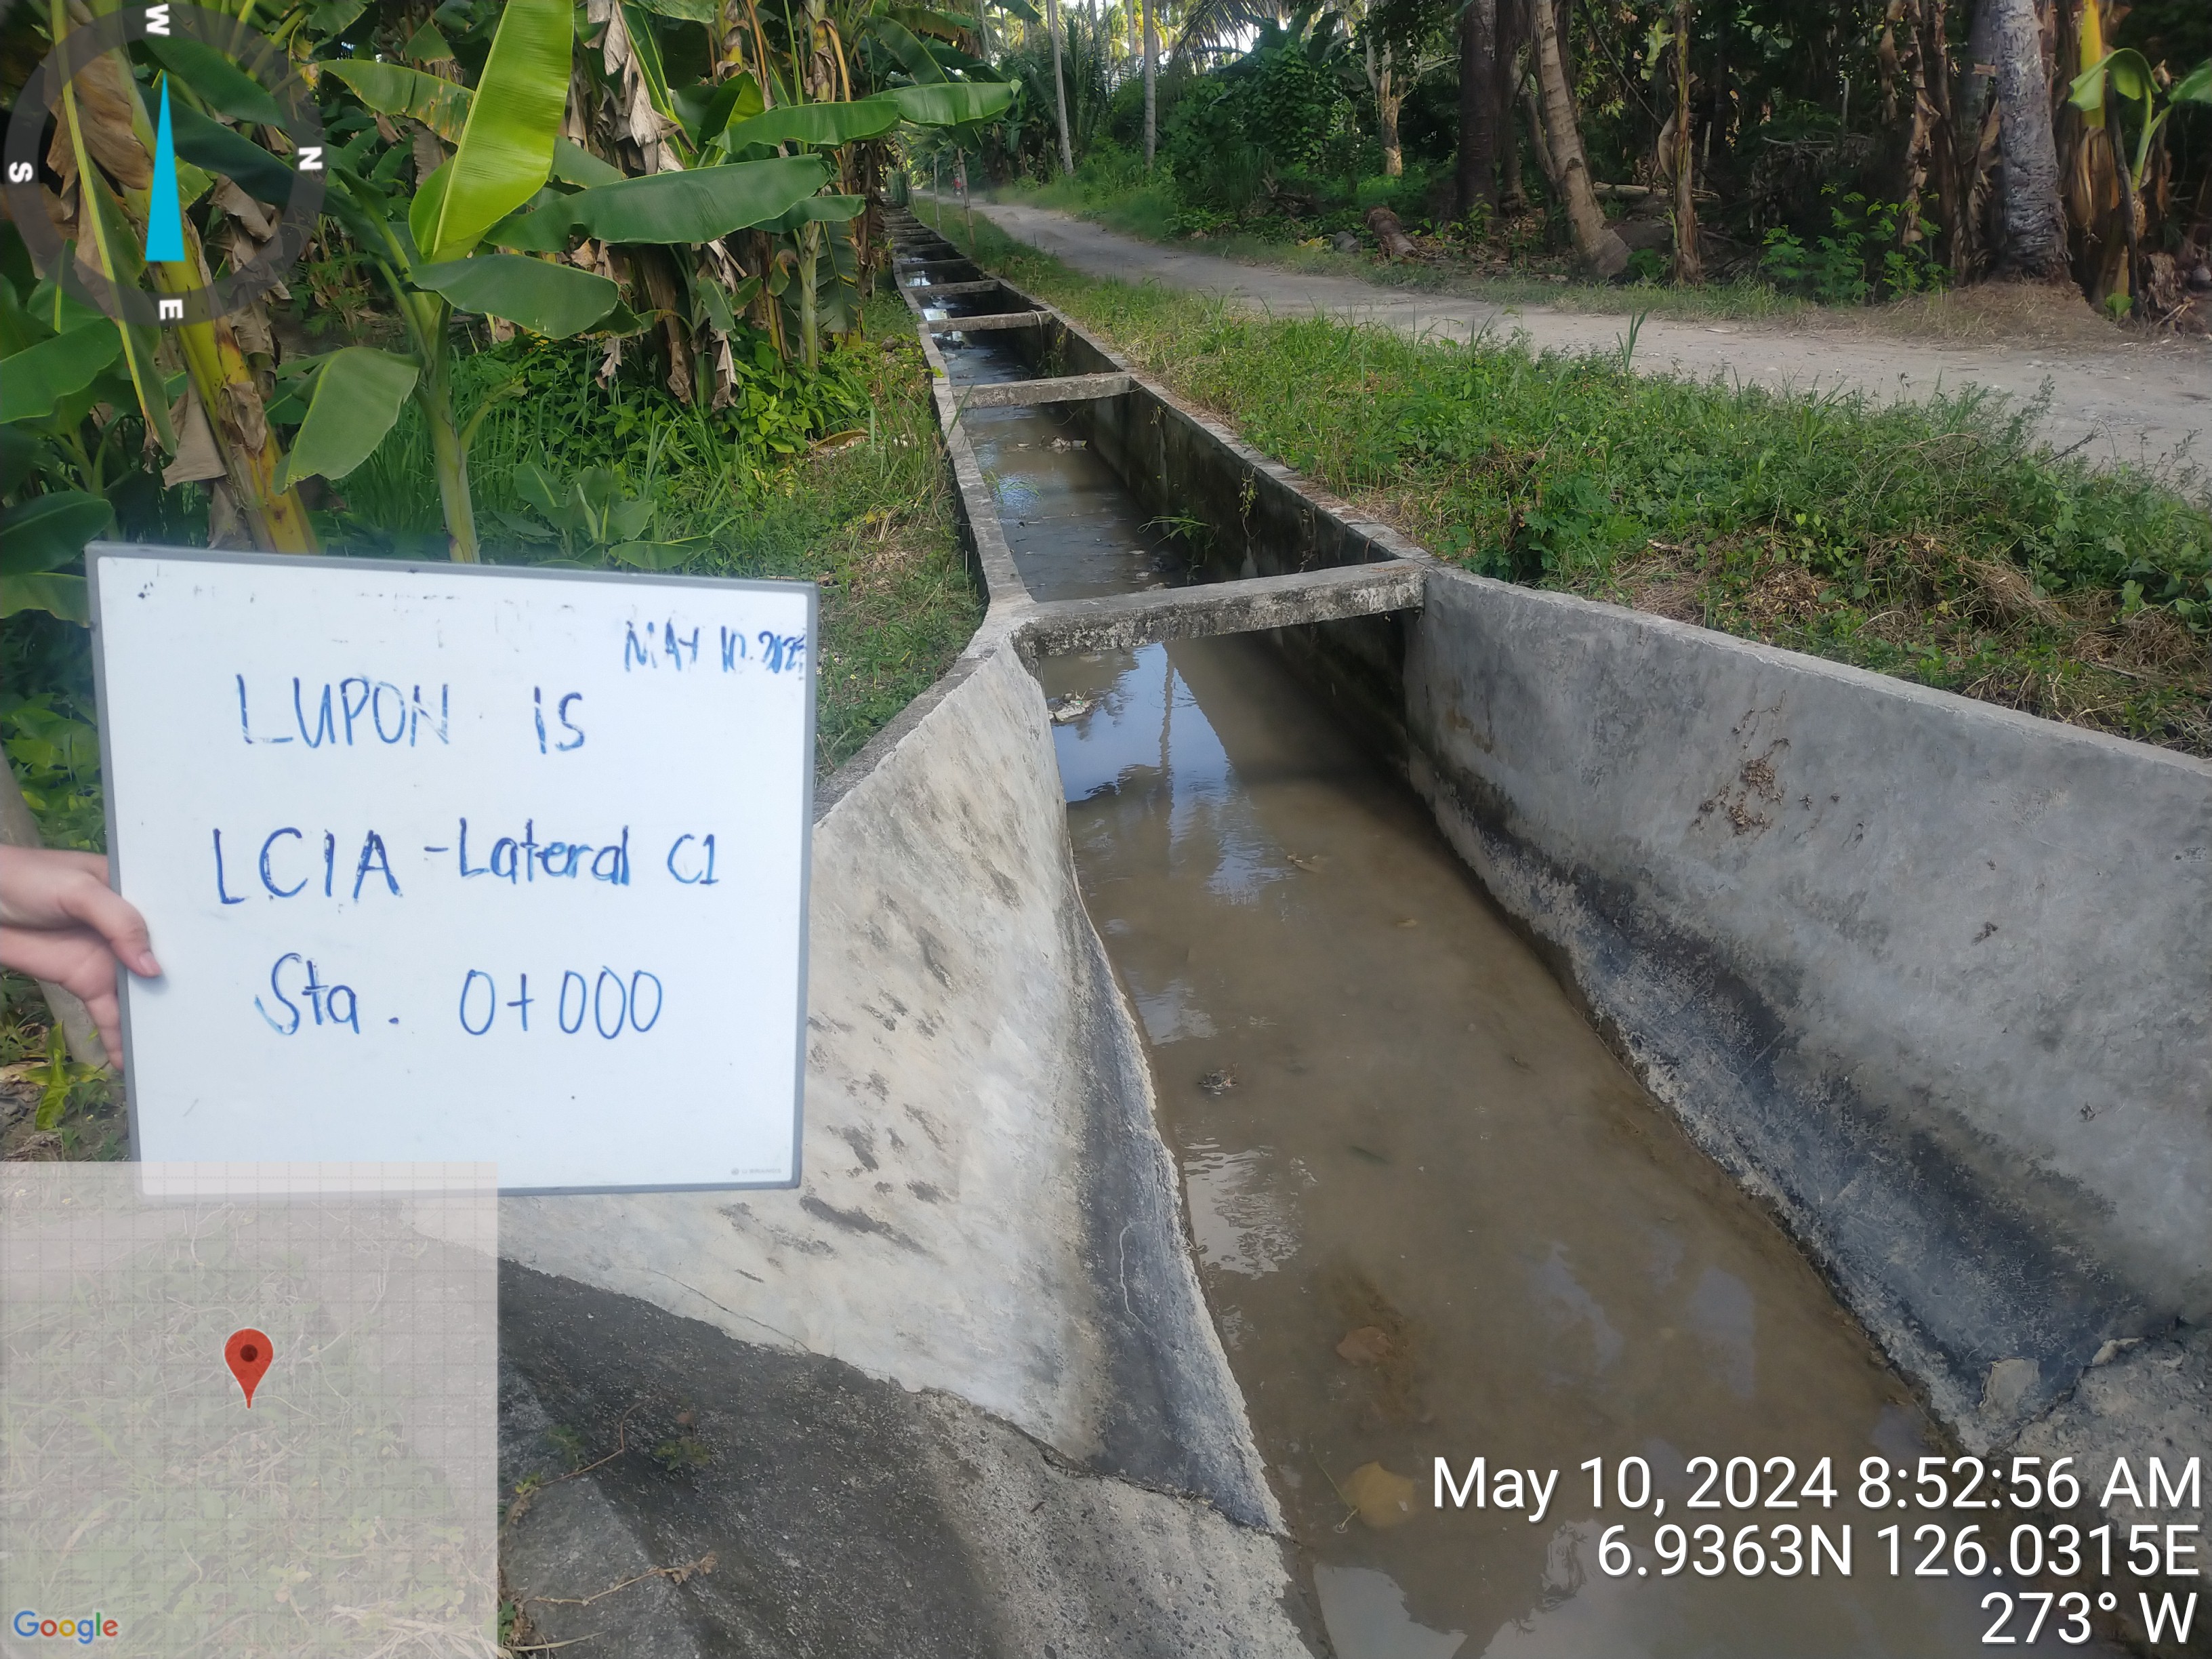 W
N
S
E
MAY 10. 202
LUPON IS
LCIA - Lateral C1
Sta. 0+000
Google
May 10, 2024 8:52:56 AM
6.9363N 126.0315E
273° W